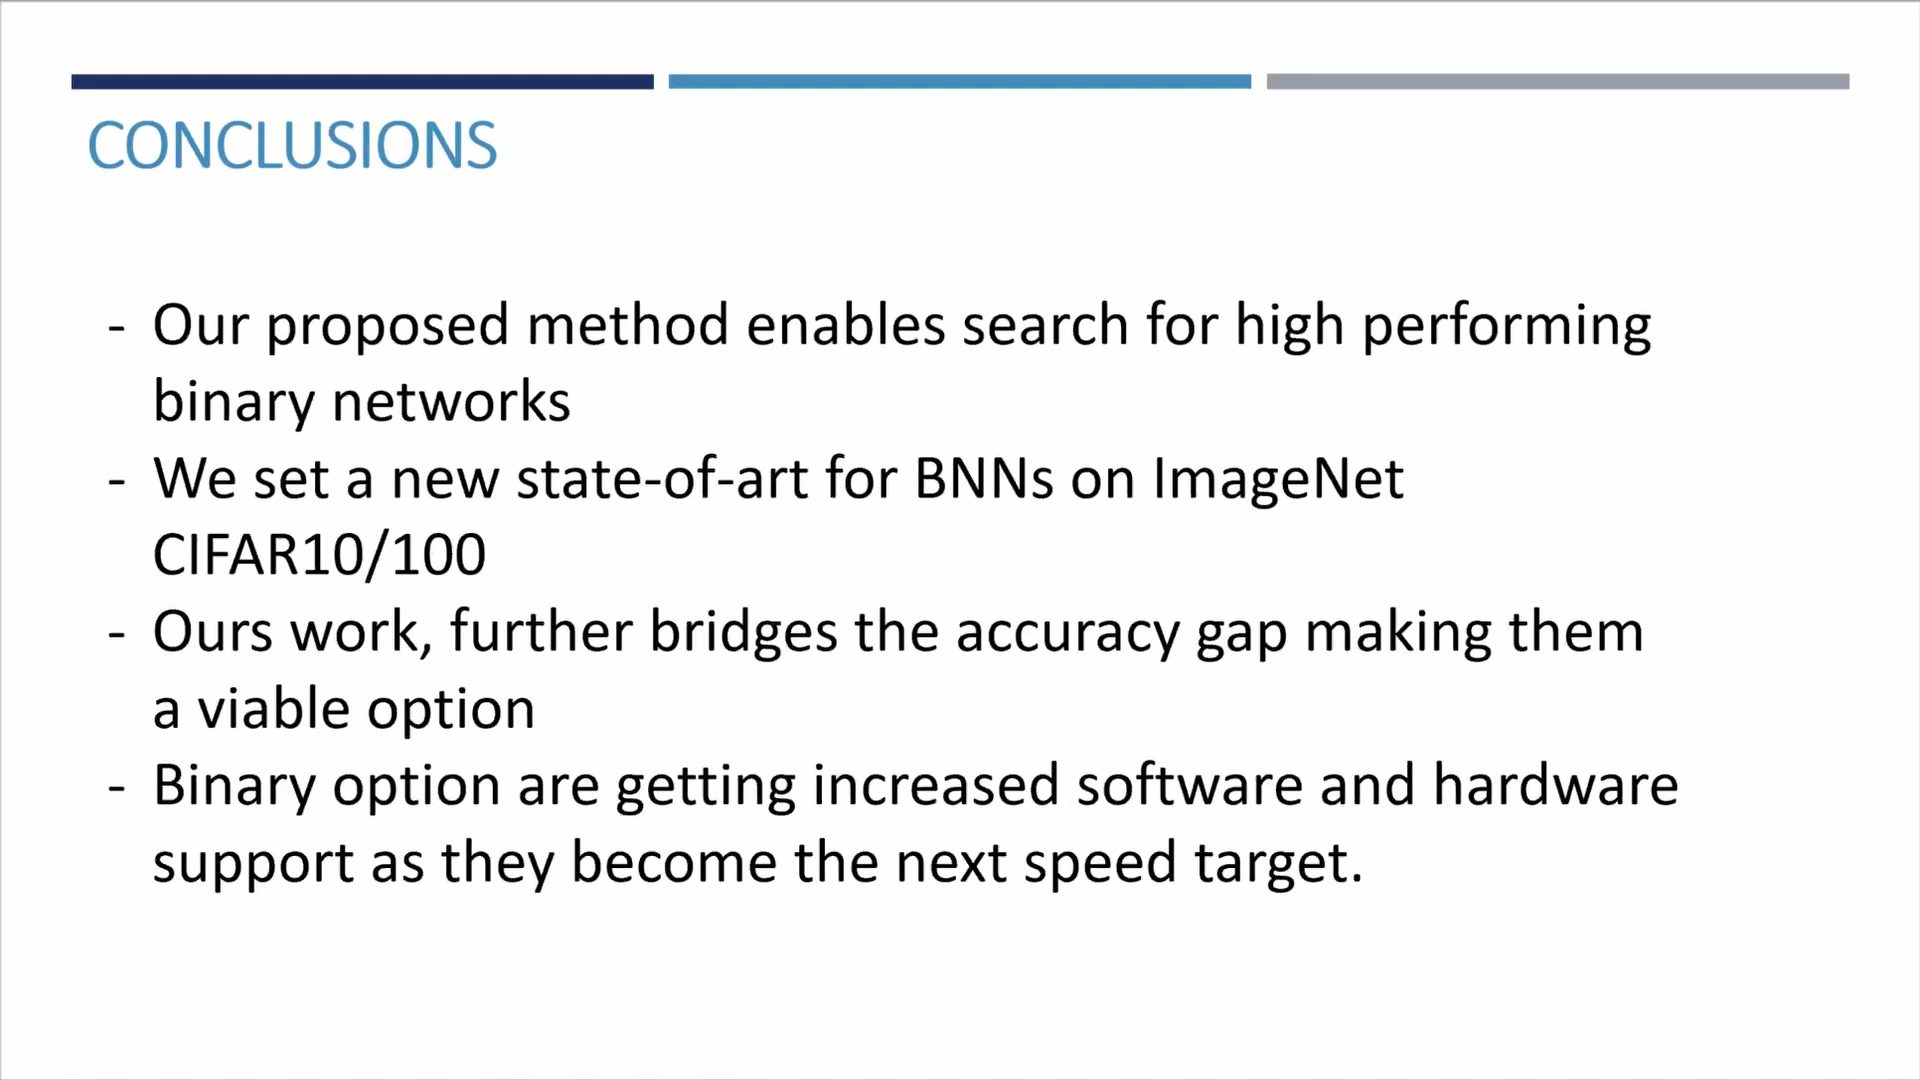 CONCLUSIONS
- Our proposed method enables search for high performing
binary networks
- We set a new state-of-art for BNNs on ImageNet
CIFAR10/100
- Ours work, further bridges the accuracy gap making them
a viable option
- Binary option are getting increased software and hardware
support as they become the next speed target.